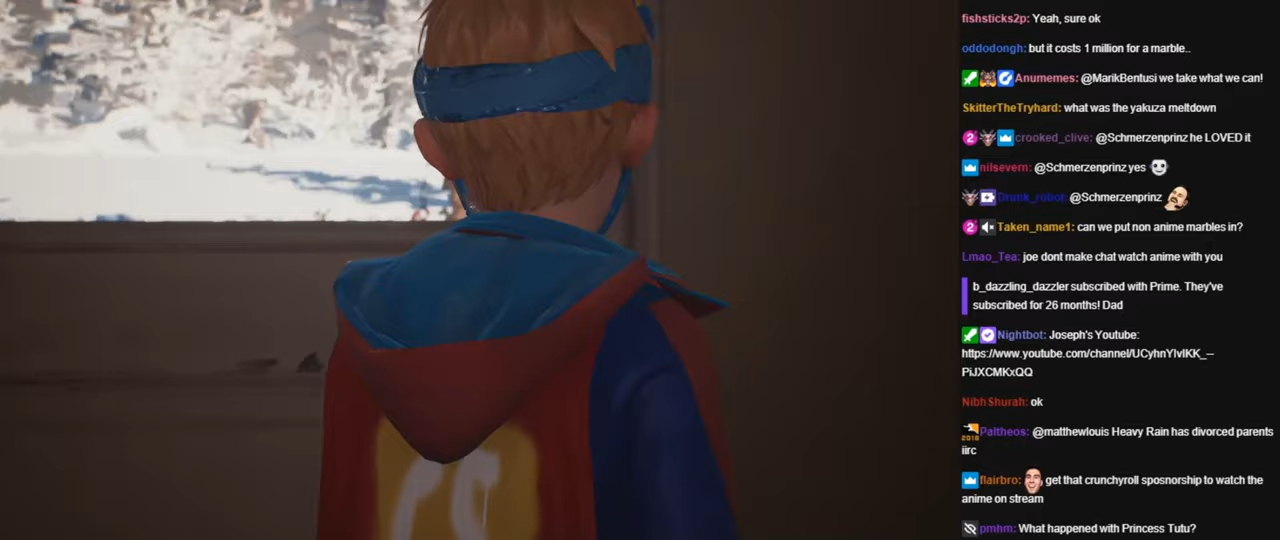 fishsticks2p: Yeah, sure ok
oddodongh: but it costs 1 million for a marble..
Anumemes: @MarikBentusi we take what we can!
SkitterTheTryhard: what was the yakuza meltdown
2 crooked_clive: @Schmerzenprinz he LOVED it
nilsevern: @Schmerzenprinz yes
Drunk_robot: @Schmerzenprinz
2 Taken_name1: can we put non anime marbles in?
Lmao_Tea: joe dont make chat watch anime with you
b_dazzling_dazzler subscribed with Prime. They've
subscribed for 26 months! Dad
Nightbot: Joseph's Youtube:
https://www.youtube.com/channel/UCyhnYIvIKK_--
PiJXCMKxQQ
NibhShurah: ok
2018 Paltheos: @matthewlouis Heavy Rain has divorced parents
iirc
flairbro: get that crunchyroll sposnorship to watch the
anime on stream
pmhm: What happened with Princess Tutu?